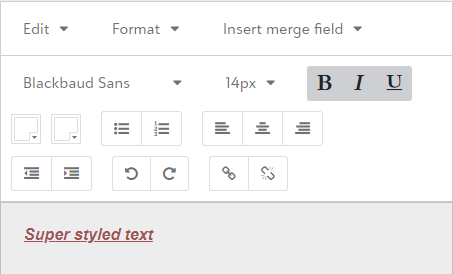 Edit Format Insert merge field
Blackbaud Sans 14px B I U
Super styled text